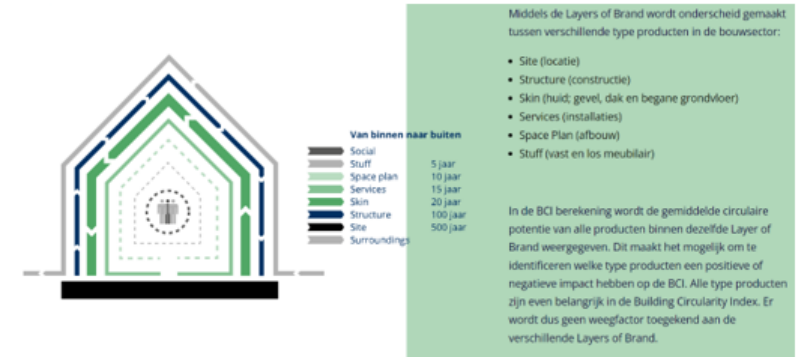 Van binnen naar buiten
Social
Stuff 5 jaar
Space plan 10 jaar
Services 15 jaar
Skin 20 jaar
Structure 100 jaar
Site 500 jaar
Surroundings
Middels de Layers of Brand wordt onderscheid gemaakt
tussen verschillende type producten in de bouwsector:
• Site (locatie)
• Structure (constructie)
• Skin (huid; gevel, dak en begane grondvloer)
• Services (installaties)
• Space Plan (afbouw)
• Stuff (vast en los meubilair)
In de BCI berekening wordt de gemiddelde circulaire
potentie van alle producten binnen dezelfde Layer of
Brand weergegeven. Dit maakt het mogelijk om te
identificeren welke type producten een positieve of
negatieve impact hebben op de BCI. Alle type producten
zijn even belangrijk in de Building Circularity Index. Er
wordt dus geen weegfactor toegekend aan de
verschillende Layers of Brand.